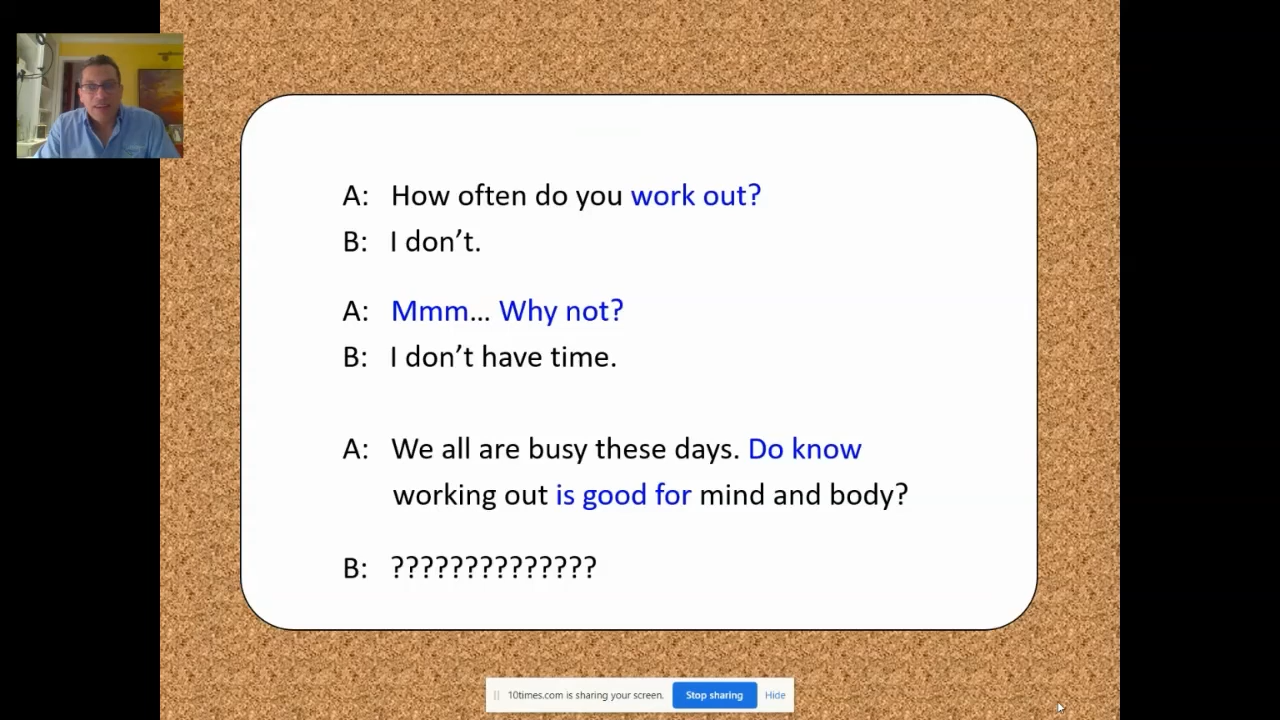 A: How often do you work out?
B: I don’t.
A: Mmm... Why not?
B: I don’t have time.
A: We all are busy these days. Do know
working out is good for mind and body?
B: ??????????????
10times.com is sharing your screen. Stop sharing Hide